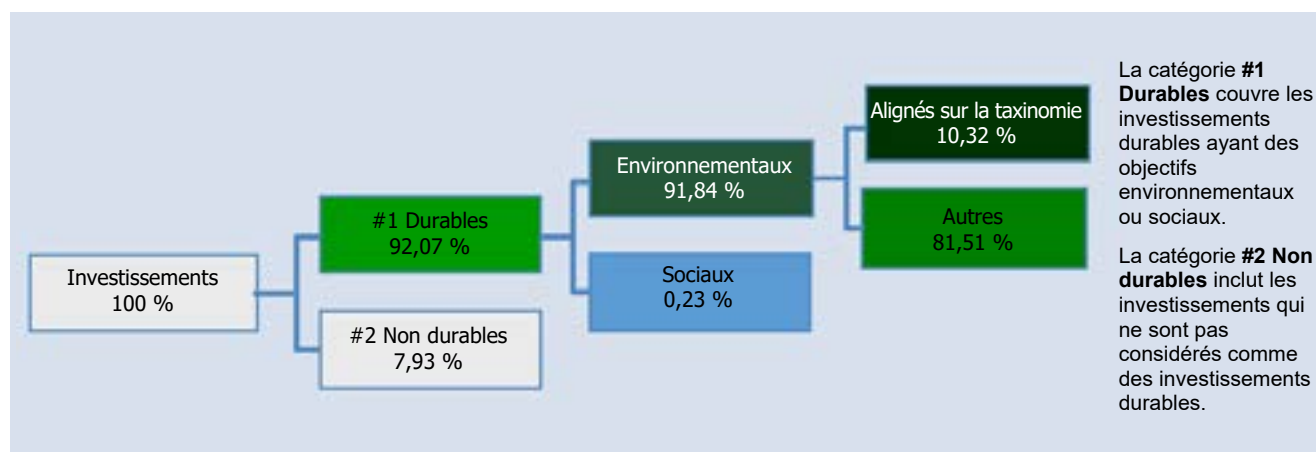 Investissements
100 %
#1 Durables
92,07 %
#2 Non durables
7,93 %
Environnementaux
91,84 %
Sociaux
0,23 %
Alignés sur la taxinomie
10,32 %
Autres
81,51 %
La catégorie #1
Durables couvre les
investissements
durables ayant des
objectifs
environnementaux
ou sociaux.
La catégorie #2 Non
durables inclut les
investissements qui
ne sont pas
considérés comme
des investissements
durables.